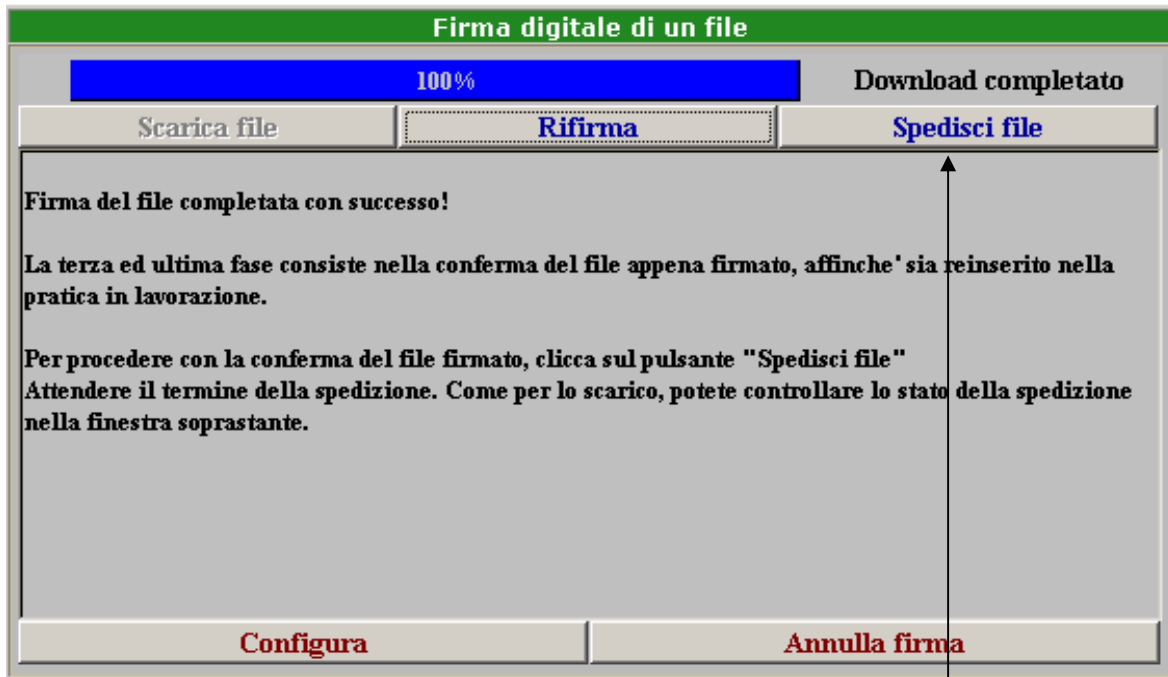 Firma digitale di un file
100% Download completato
Scarica file Rifirma Spedisci file
Firma del file completata con successo!
La terza ed ultima fase consiste nella conferma del file appena firmato, affinche' sia reinserito nella
pratica in lavorazione.
Per procedere con la conferma del file firmato, clicca sul pulsante "Spedisci file"
Attendere il termine della spedizione. Come per lo scarico, potete controllare lo stato della spedizione
nella finestra soprastante.
Configura Annulla firma